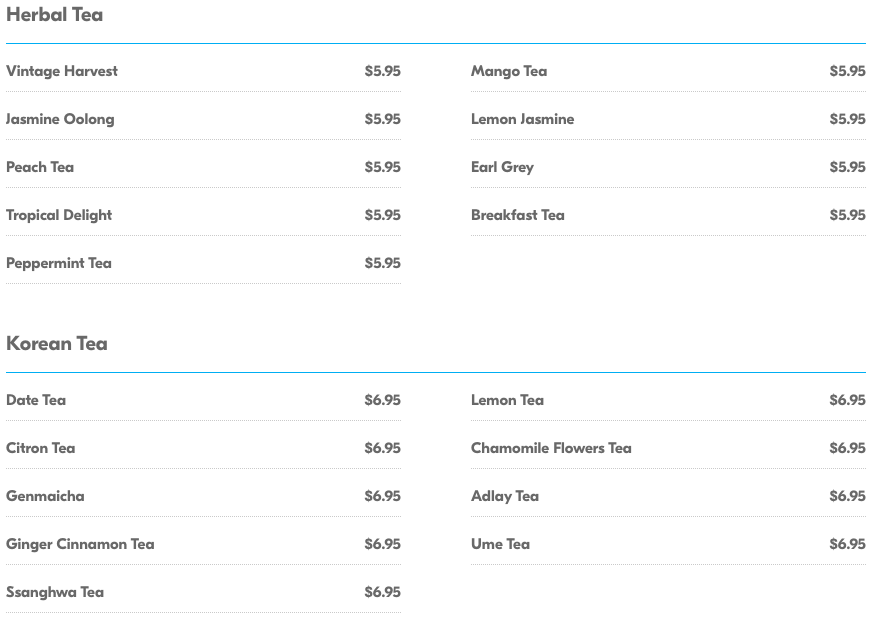 Herbal Tea
Vintage Harvest $5.95
Mango Tea $5.95
Jasmine Oolong $5.95
Lemon Jasmine $5.95
Peach Tea $5.95
Earl Grey $5.95
Tropical Delight $5.95
Breakfast Tea $5.95
Peppermint Tea $5.95
Korean Tea
Date Tea $6.95
Lemon Tea $6.95
Citron Tea $6.95
Chamomile Flowers Tea $6.95
Genmaicha $6.95
Adlay Tea $6.95
Ginger Cinnamon Tea $6.95
Ume Tea $6.95
Ssanghwa Tea $6.95